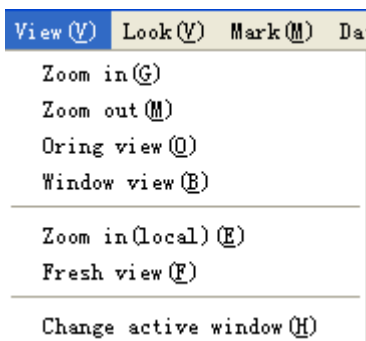 View(V) Look(V) Mark(M) Da
Zoom in(G)
Zoom out(M)
Oring view(O)
Window view(B)
Zoom in(local)(E)
Fresh view(F)
Change active window(H)